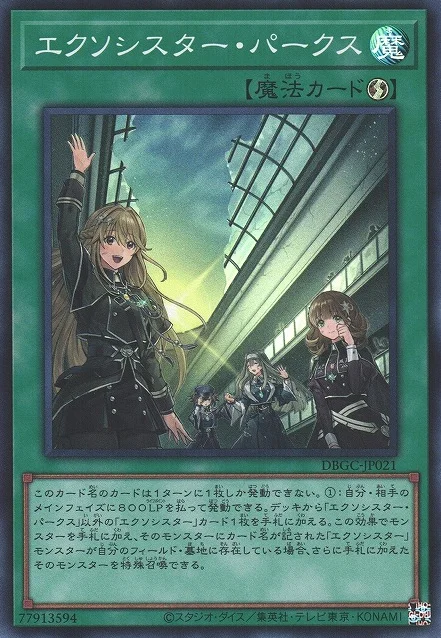 エクソシスター・パークス
魔
【魔法カード】
DBGC-JP021
このカード名のカードは1ターンに1枚しか発動できない。①：自分・相手の
メインフェイズに800LPを払って発動できる。デッキから「エクソシスター・
パークス」以外の「エクソシスター」カード1枚を手札に加える。この効果でモンス
ターを手札に加え、そのモンスターにカード名が記された「エクソシスター」
モンスターが自分のフィールド・墓地に存在している場合、さらに手札に加えた
そのモンスターを特殊召喚できる。
77913594
©スタジオ・ダイス/集英社・テレビ東京・KONAMI